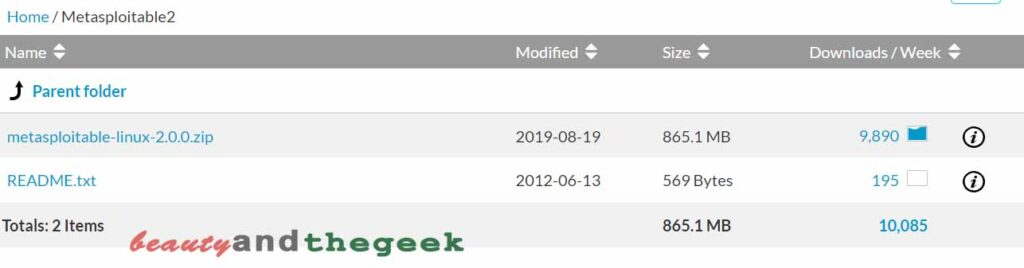 Home / Metasploitable2
Name Modified Size Downloads / Week
Parent folder
metasploitable-linux-2.0.0.zip 2019-08-19 865.1 MB 9,890
README.txt 2012-06-13 569 Bytes 195
Totals: 2 Items 865.1 MB 10,085
beautyandthegeek